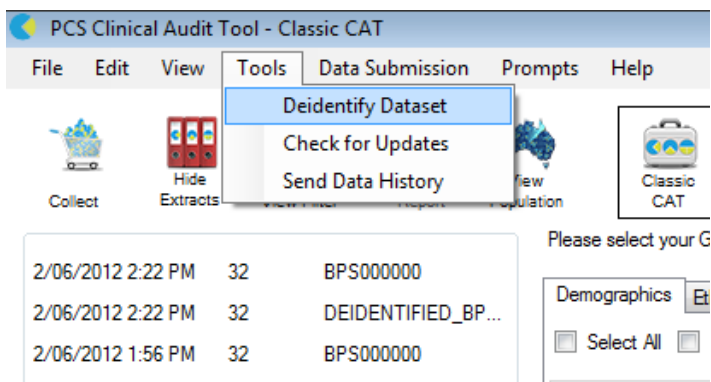 PCS Clinical Audit Tool - Classic CAT
File Edit View Tools Data Submission Prompts Help
Deidentify Dataset
Check for Updates
Send Data History
Collect
Hide
Extracts
View
Population
Classic
CAT
Please select your G
2/06/2012 2:22 PM 32 BPS000000
2/06/2012 2:22 PM 32 DEIDENTIFIED_BP...
2/06/2012 1:56 PM 32 BPS000000
Demographics Et
Select All